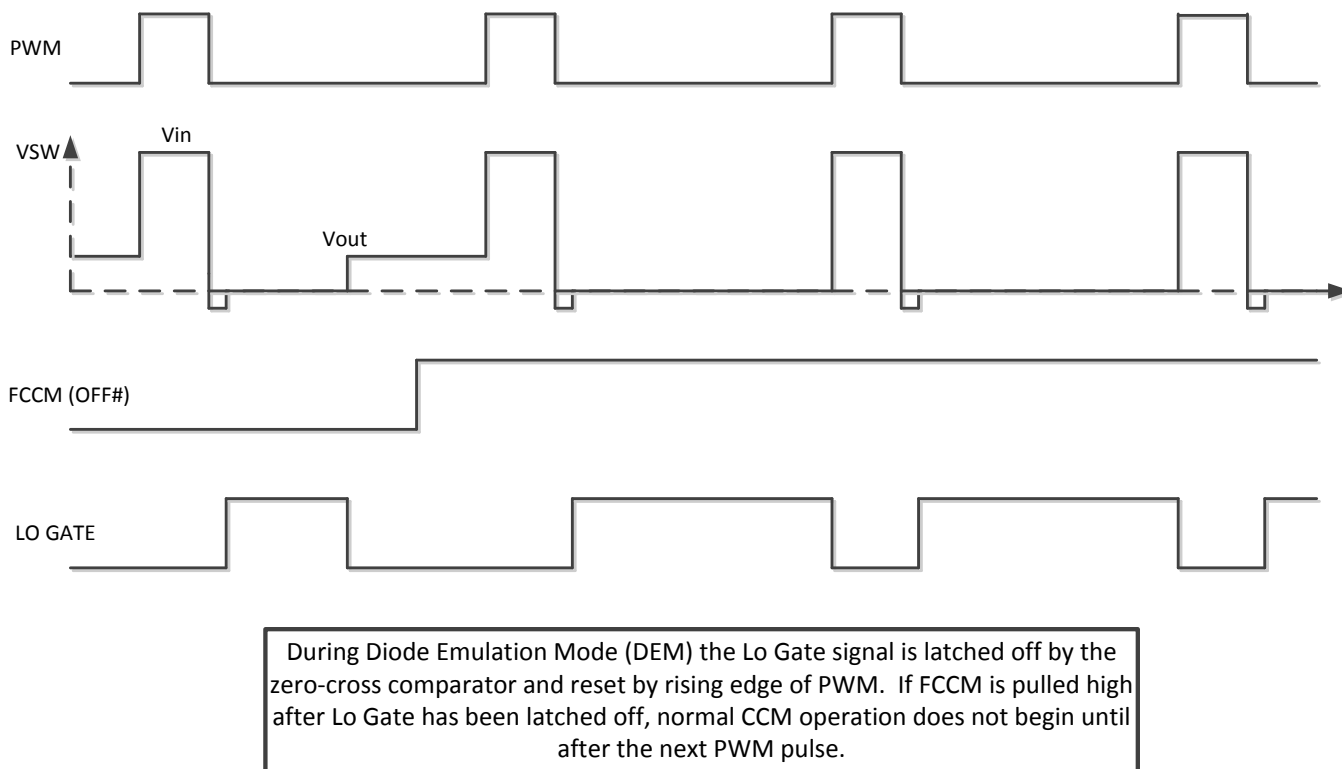 PWM
Vin
VSW
Vout
FCCM (OFF#)
LO GATE
During Diode Emulation Mode (DEM) the Lo Gate signal is latched off by the
zero-cross comparator and reset by rising edge of PWM.  If FCCM is pulled high
after Lo Gate has been latched off, normal CCM operation does not begin until
after the next PWM pulse.